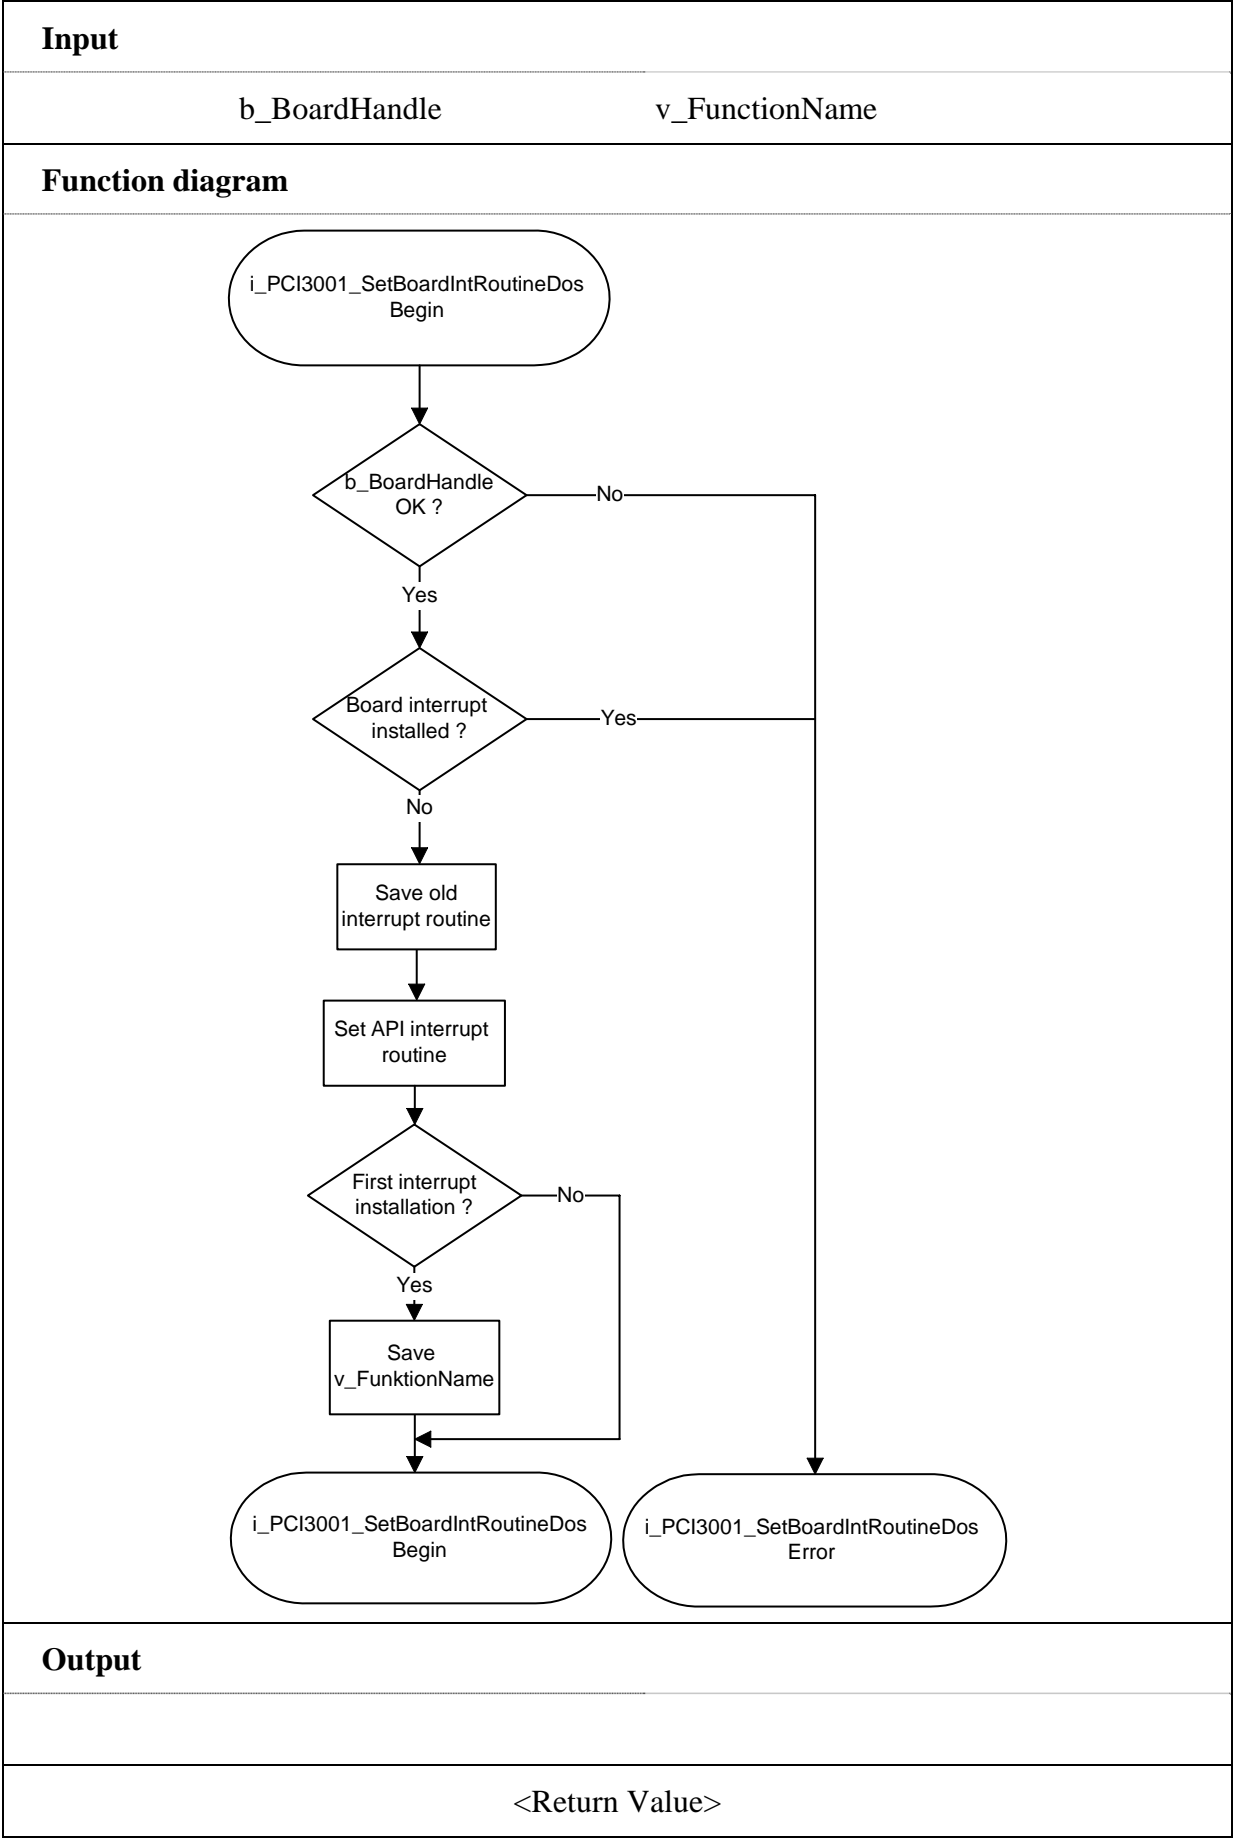 Input
b_BoardHandle v_FunctionName
Function diagram
i_PCI3001_SetBoardIntRoutineDos
Begin
b_BoardHandle
OK ?
No
Yes
Board interrupt
installed ?
Yes
No
Save old
interrupt routine
Set API interrupt
routine
First interrupt
installation ?
No
Yes
Save
v_FunktionName
i_PCI3001_SetBoardIntRoutineDos
Begin
i_PCI3001_SetBoardIntRoutineDos
Error
Output
<Return Value>